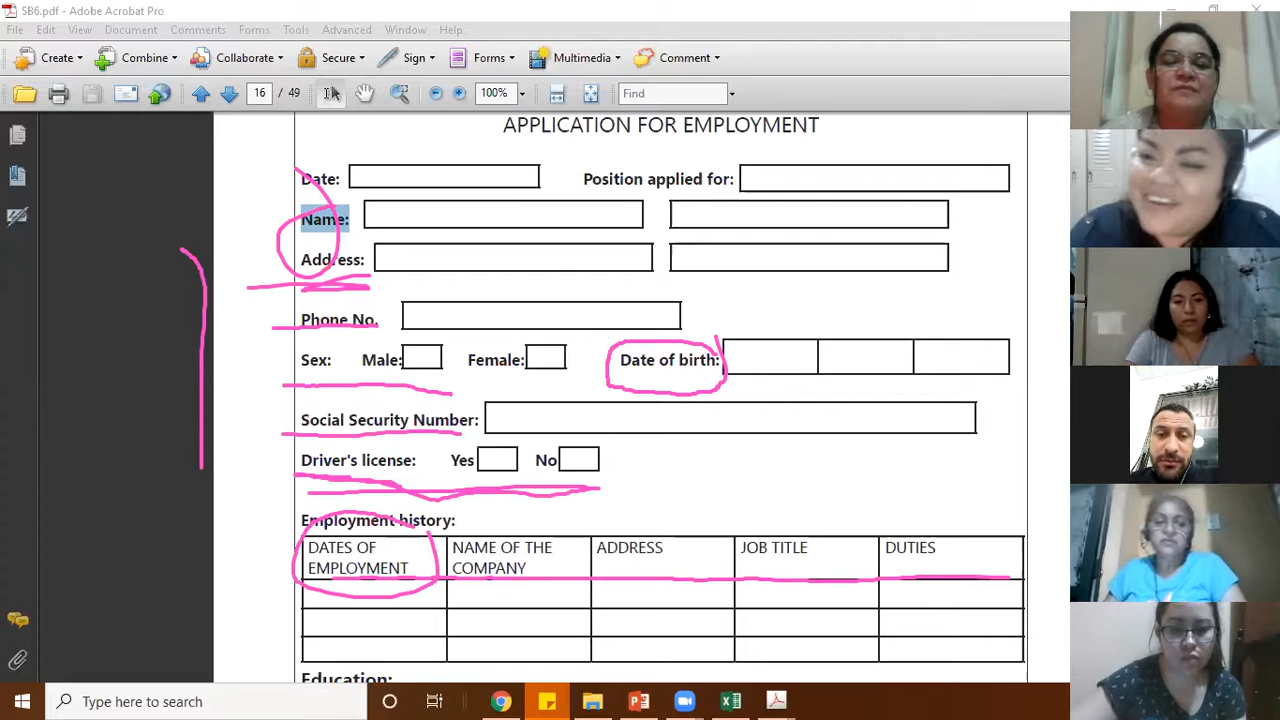 SB6.pdf - Adobe Acrobat Pro
File Edit View Document Comments Forms Tools Advanced Window Help
Create Combine Collaborate Secure Sign Forms Multimedia Comment
16 / 49 100% Find
APPLICATION FOR EMPLOYMENT
Date: Position applied for:
Name:
Address:
Phone No.
Sex: Male: Female: Date of birth:
Social Security Number:
Driver's license: Yes No
Employment history:
DATES OF EMPLOYMENT NAME OF THE COMPANY ADDRESS JOB TITLE DUTIES
Education:
Type here to search